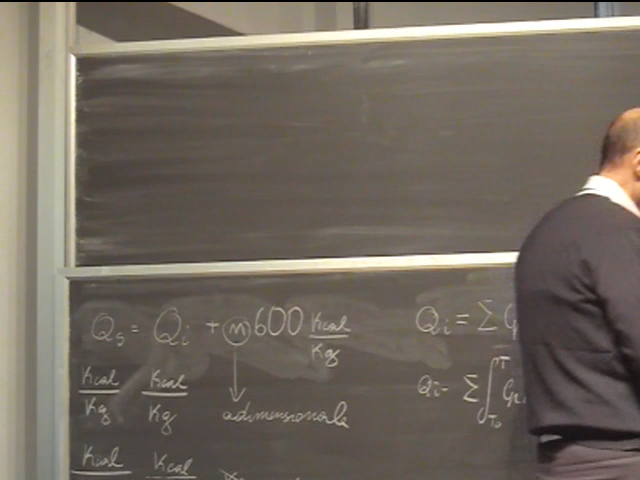 Qs = Qi + n 600 Kcal/Kg
Kcal/Kg Kcal/Kg
adimensionale
Kcal Kcal
Qi = Σ
Qi = Σ ∫ T To